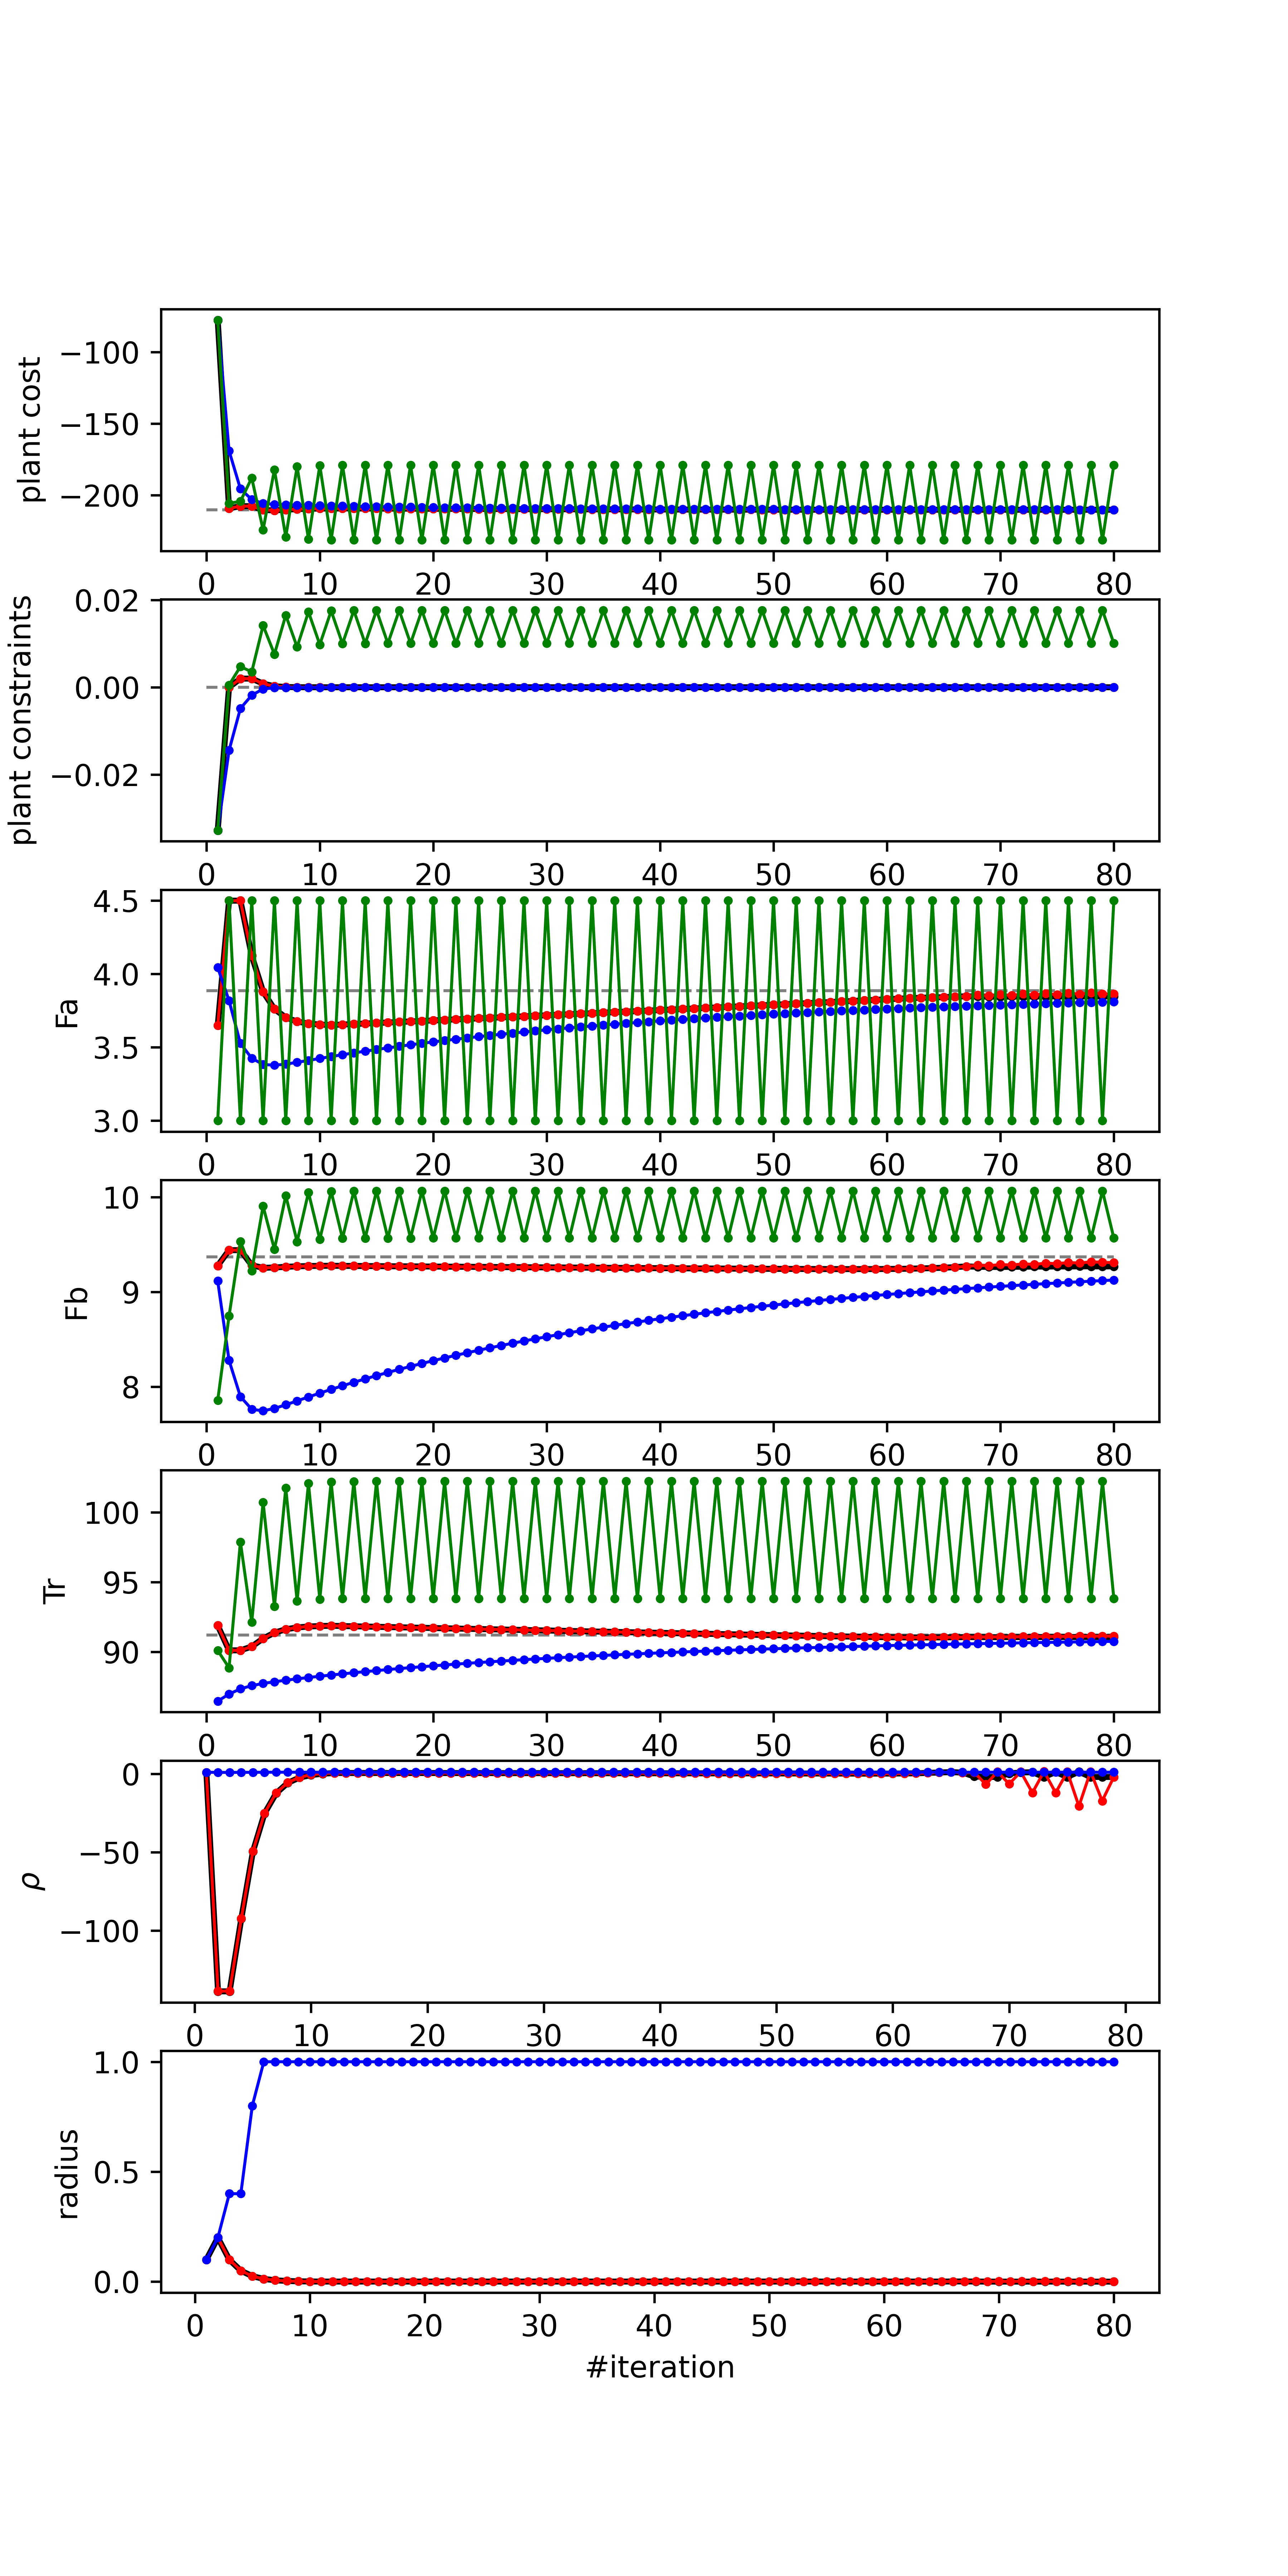 plant cost
−100
−150
−200
0 10 20 30 40 50 60 70 80
plant constraints
0.02
0.00
−0.02
0 10 20 30 40 50 60 70 80
Fa
4.5
4.0
3.5
3.0
0 10 20 30 40 50 60 70 80
Fb
10
9
8
0 10 20 30 40 50 60 70 80
Tr
100
95
90
0 10 20 30 40 50 60 70 80
ρ
0
−50
−100
0 10 20 30 40 50 60 70 80
radius
1.0
0.5
0.0
0 10 20 30 40 50 60 70 80
#iteration